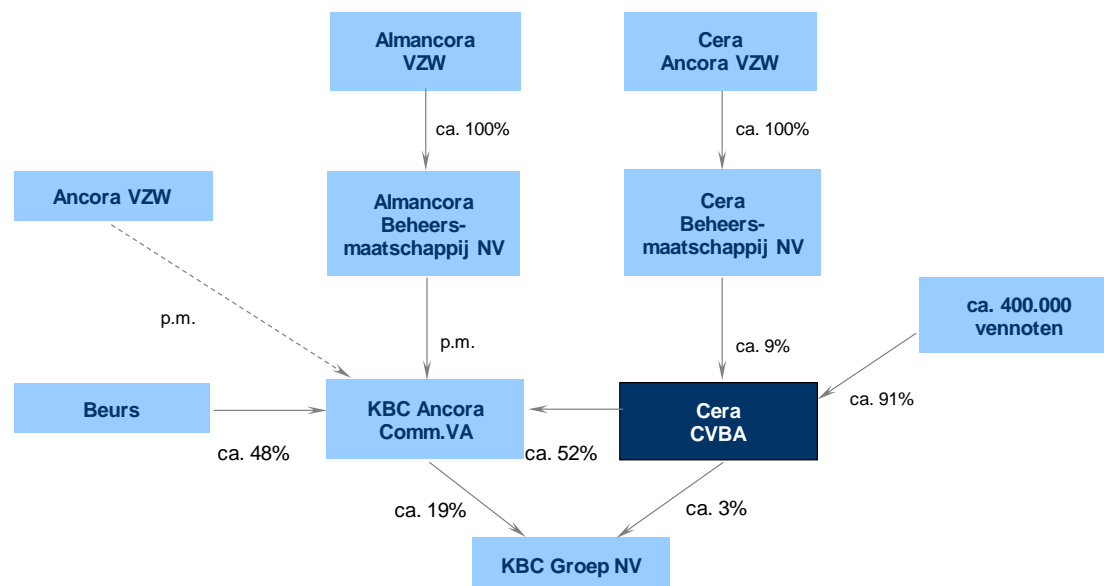 Almancora
VZW
Cera
Ancora VZW
ca. 100%
ca. 100%
Ancora VZW
Almancora
Beheers-
maatschappij NV
Cera
Beheers-
maatschappij NV
ca. 400.000
vennoten
p.m.
p.m.
ca. 9%
ca. 91%
Beurs
KBC Ancora
Comm.VA
Cera
CVBA
ca. 48%
ca. 52%
ca. 19%
ca. 3%
KBC Groep NV